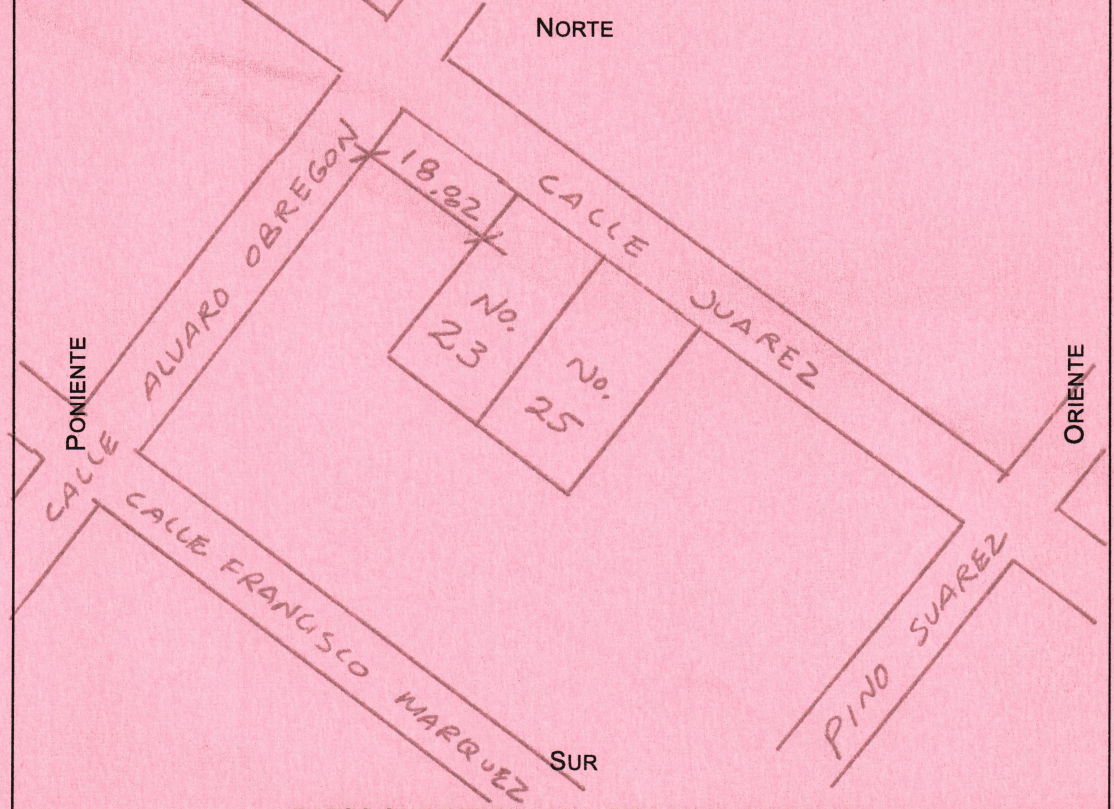 NORTE
18.82
CALLE JUAREZ
CALLE ALVARO OBREGON
No.
23
No.
25
PONIENTE
ORIENTE
CALLE FRANCISCO MARQUEZ
PINO SUAREZ
SUR